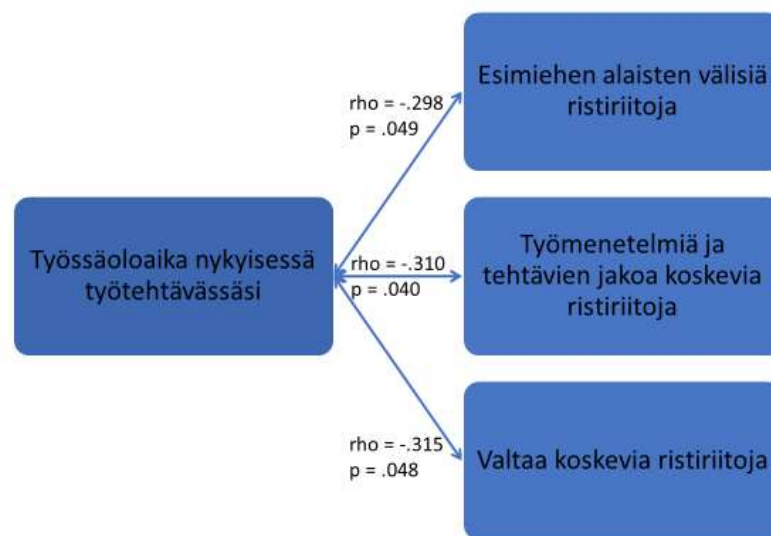 Esimiehen alaisten välisiä
ristiriitoja
rho = -.298
p = .049
Työssäoloaika nykyisessä
työtehtävässäsi
rho = -.310
p = .040
Työmenetelmiä ja
tehtävien jakoa koskevia
ristiriitoja
rho = -.315
p = .048
Valtaa koskevia ristiriitoja